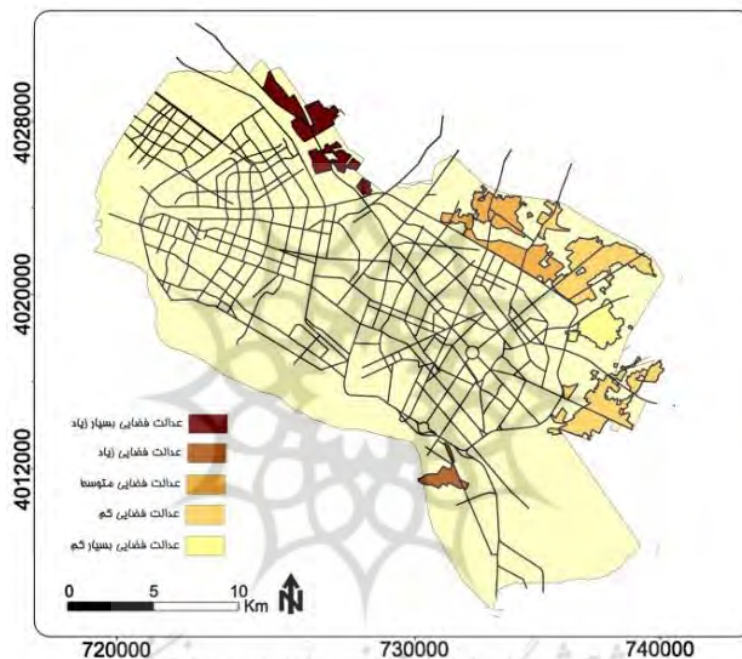 4028000
4020000
4012000
عدالت فضایی بسیار زیاد
عدالت فضایی زیاد
عدالت فضایی متوسط
عدالت فضایی کم
عدالت فضایی بسیار کم
0 5 10
Km
N
720000 730000 740000